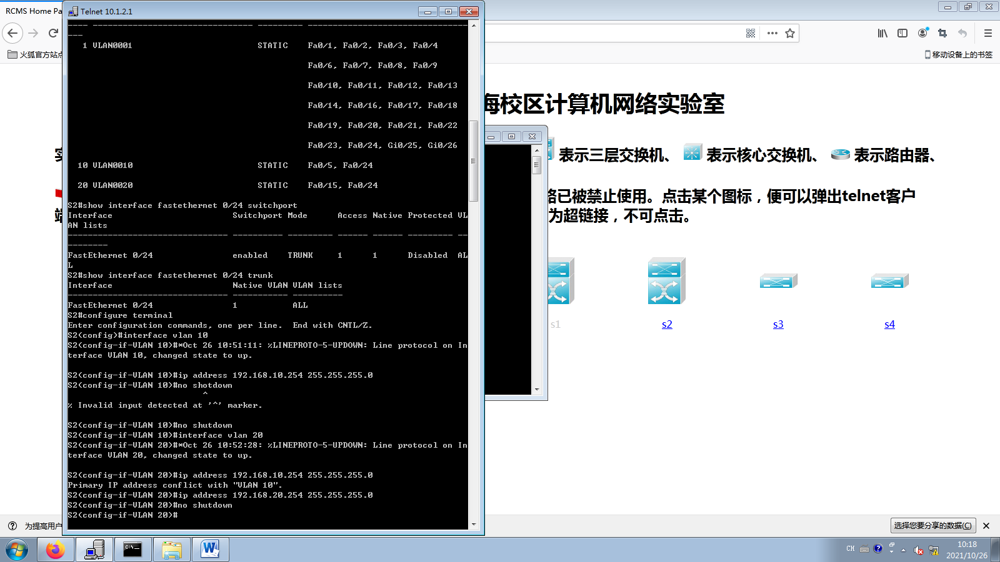 RCMS Home Pa
Telnet 10.1.2.1
火狐官方站点
移动设备上的书签
---- -------------------------------- --------- --------------------------------
---
1 VLAN0001 STATIC Fa0/1, Fa0/2, Fa0/3, Fa0/4
Fa0/6, Fa0/7, Fa0/8, Fa0/9
Fa0/10, Fa0/11, Fa0/12, Fa0/13
Fa0/14, Fa0/16, Fa0/17, Fa0/18
Fa0/19, Fa0/20, Fa0/21, Fa0/22
Fa0/23, Fa0/24, Gi0/25, Gi0/26
10 VLAN0010 STATIC Fa0/5, Fa0/24
20 VLAN0020 STATIC Fa0/15, Fa0/24
S2#show interface fastethernet 0/24 switchport
Interface Switchport Mode Access Native Protected VL
AN lists
-------------------------------- ---------- --------- ------ ------ --------- --
--------
FastEthernet 0/24 enabled TRUNK 1 1 Disabled AL
L
S2#show interface fastethernet 0/24 trunk
Interface Native VLAN VLAN lists
-------------------------------- ----------- ----------
FastEthernet 0/24 1 ALL
S2#configure terminal
Enter configuration commands, one per line. End with CNTL/Z.
S2(config)#interface vlan 10
S2(config-if-VLAN 10)#*Oct 26 10:51:11: %LINEPROTO-5-UPDOWN: Line protocol on In
terface VLAN 10, changed state to up.
S2(config-if-VLAN 10)#ip address 192.168.10.254 255.255.255.0
S2(config-if-VLAN 10)#no shotdown
^
% Invalid input detected at '^' marker.
S2(config-if-VLAN 10)#no shutdown
S2(config-if-VLAN 10)#interface vlan 20
S2(config-if-VLAN 20)#*Oct 26 10:52:28: %LINEPROTO-5-UPDOWN: Line protocol on In
terface VLAN 20, changed state to up.
S2(config-if-VLAN 20)#ip address 192.168.10.254 255.255.255.0
Primary IP address conflict with "VLAN 10".
S2(config-if-VLAN 20)#ip address 192.168.20.254 255.255.255.0
S2(config-if-VLAN 20)#no shutdown
S2(config-if-VLAN 20)#
海校区计算机网络实验室
表示三层交换机、 表示核心交换机、 表示路由器、
路已被禁止使用。点击某个图标，便可以弹出telnet客户
为超链接，不可点击。
s1
s2
s3
s4
为提高用户
选择您要分享的数据(C)
C:\_
CH
10:18
2021/10/26